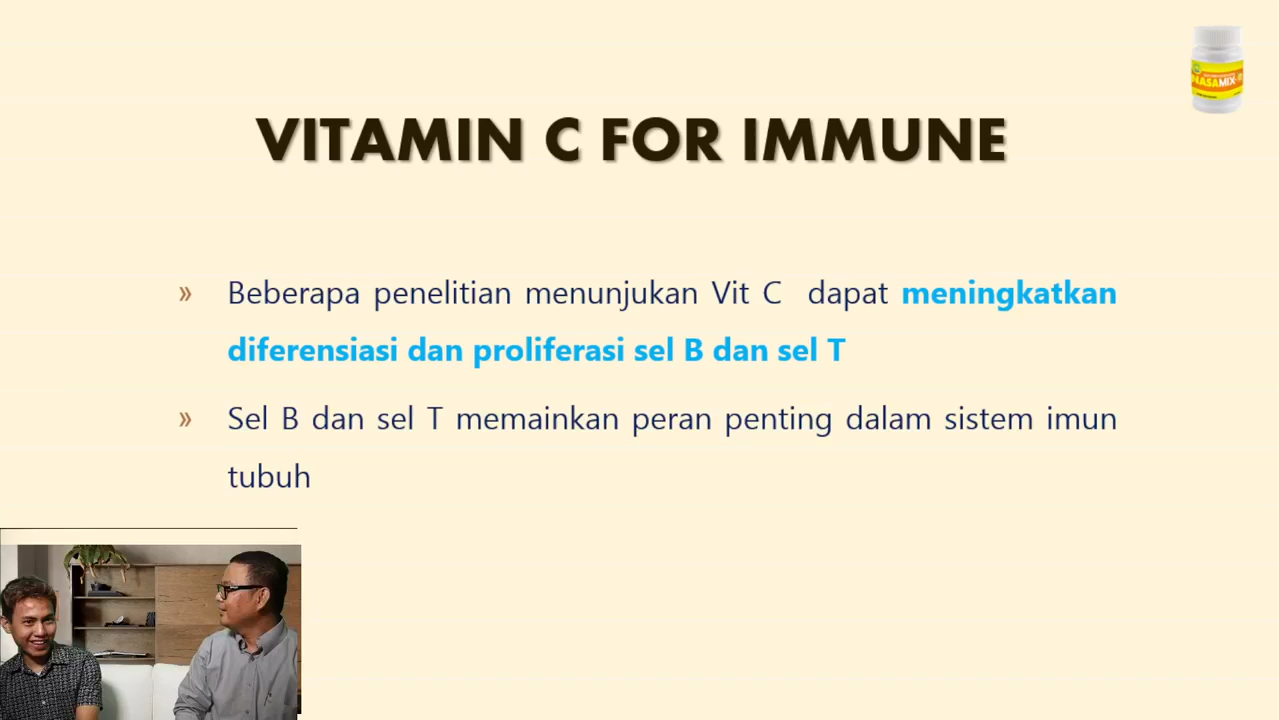 VITAMIN C FOR IMMUNE
» Beberapa penelitian menunjukan Vit C dapat meningkatkan
diferensiasi dan proliferasi sel B dan sel T
» Sel B dan sel T memainkan peran penting dalam sistem imun
tubuh